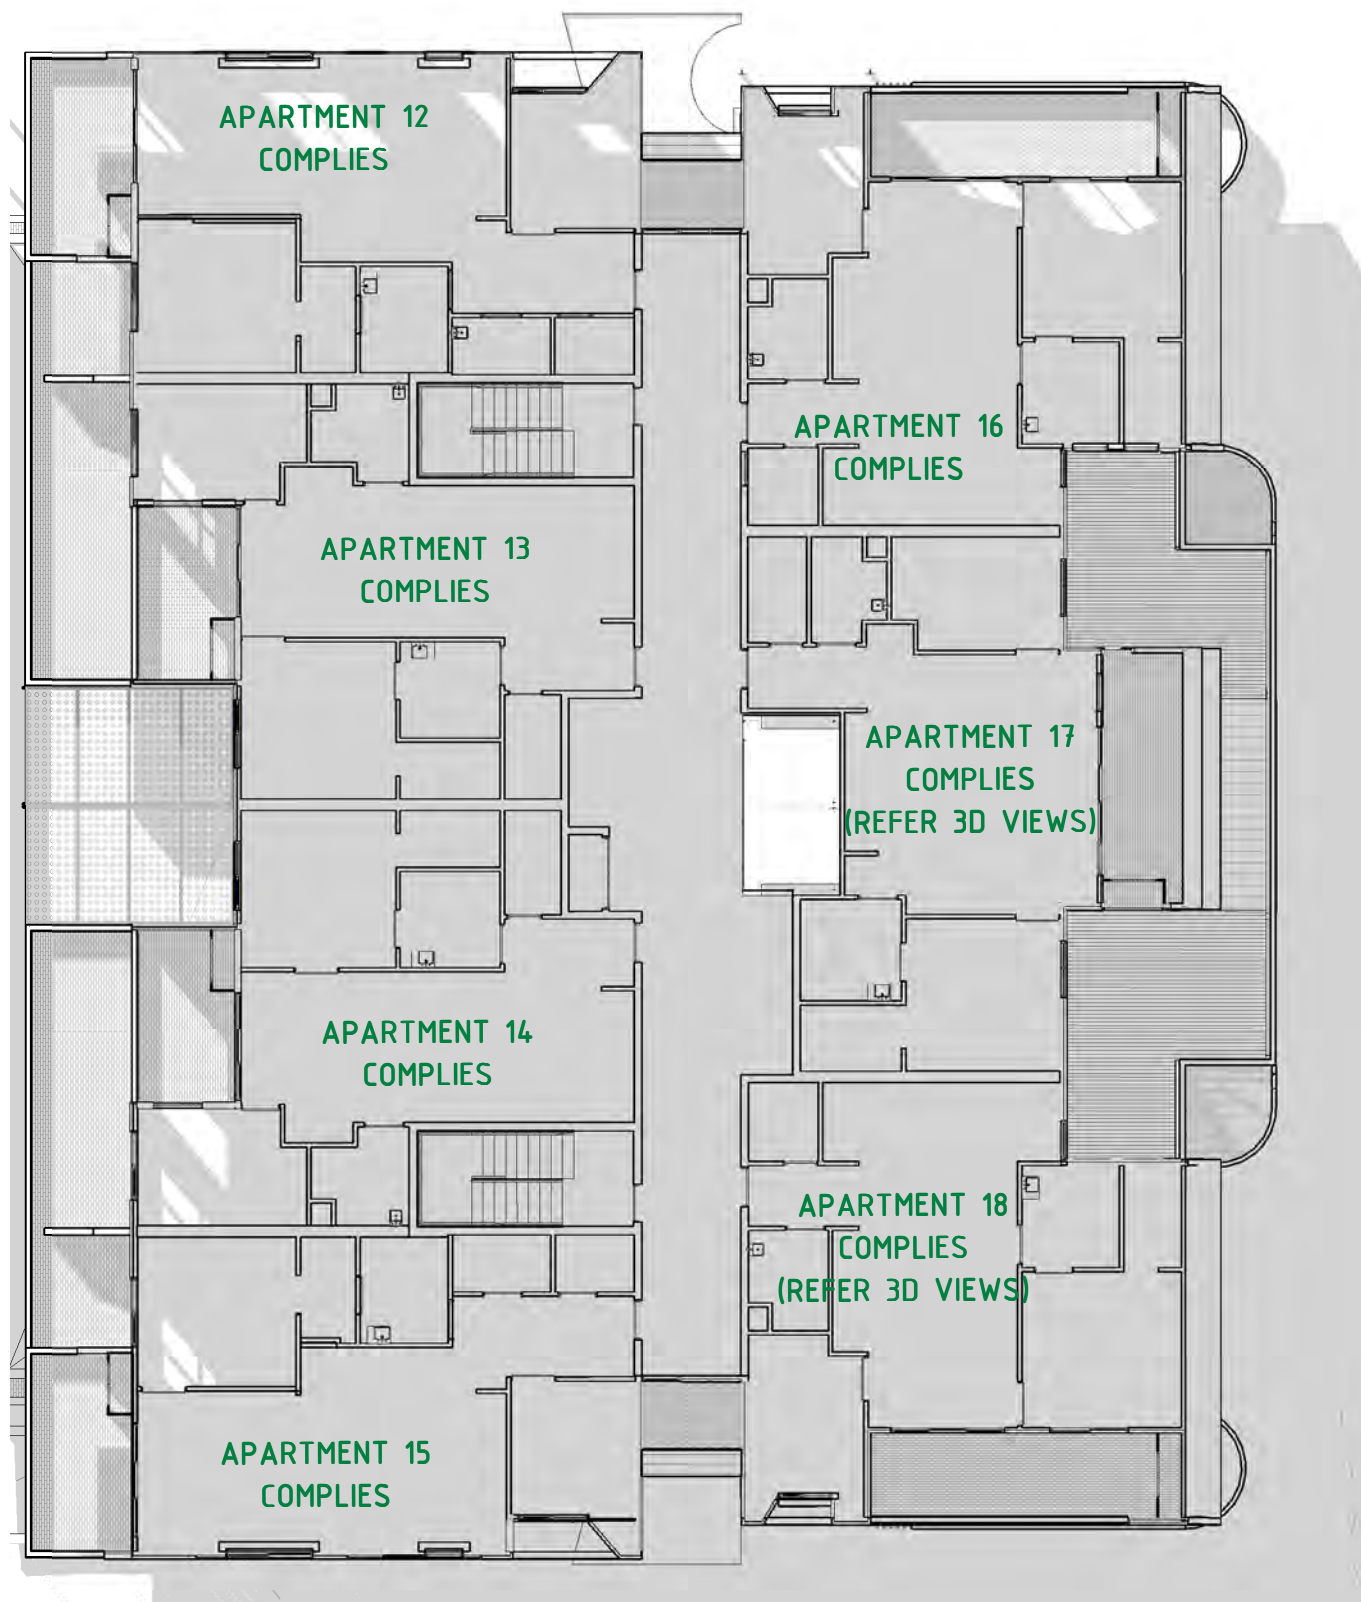 APARTMENT 12
COMPLIES
APARTMENT 13
COMPLIES
APARTMENT 14
COMPLIES
APARTMENT 15
COMPLIES
APARTMENT 16
COMPLIES
APARTMENT 17
COMPLIES
(REFER 3D VIEWS)
APARTMENT 18
COMPLIES
(REFER 3D VIEWS)